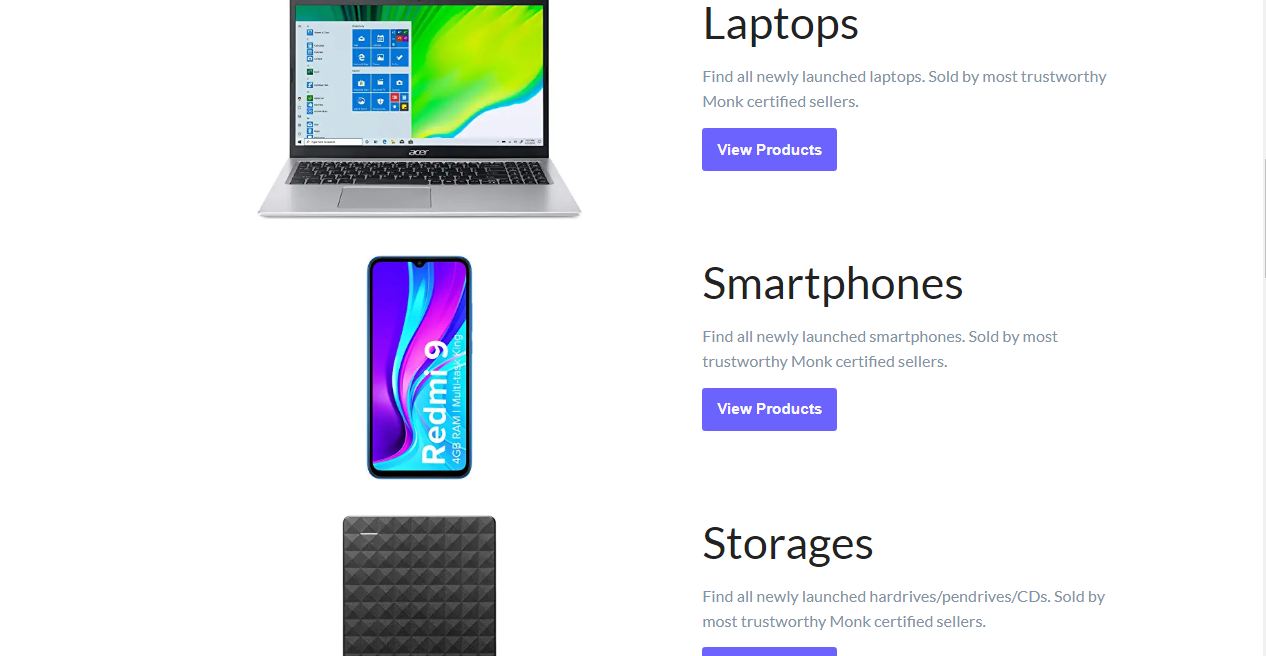 Laptops
Find all newly launched laptops. Sold by most trustworthy
Monk certified sellers.
View Products
acer
Smartphones
Find all newly launched smartphones. Sold by most
trustworthy Monk certified sellers.
View Products
Redmi 9
4GB RAM | Multi-task King
Storages
Find all newly launched hardrives/pendrives/CDs. Sold by
most trustworthy Monk certified sellers.